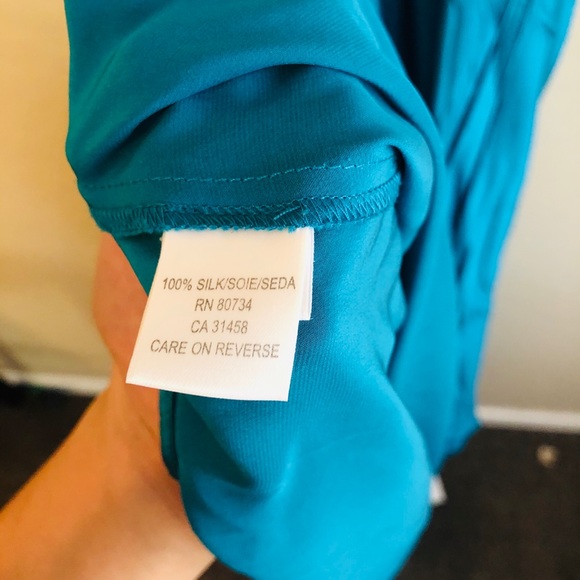 100% SILK/SOIE/SEDA
RN 80734
CA 31458
CARE ON REVERSE